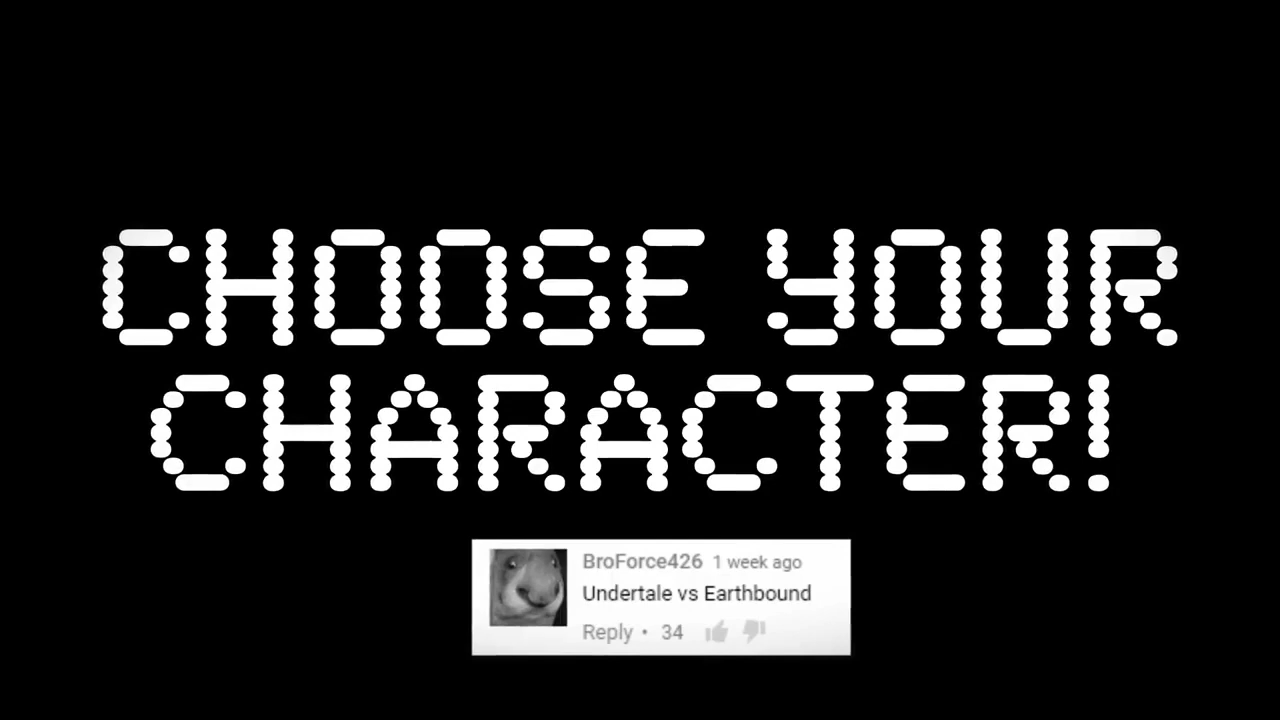 CHOOSE YOUR
CHARACTER!
BroForce426 1 week ago
Undertale vs Earthbound
Reply • 34